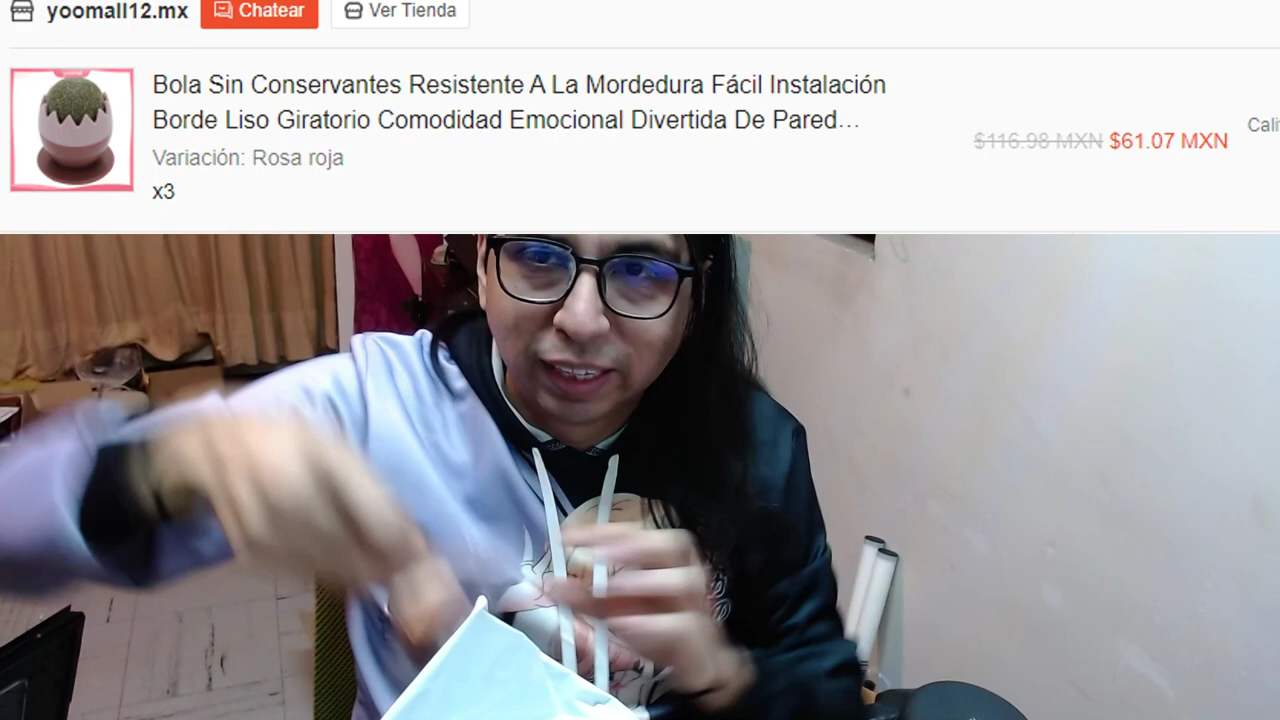 yoomall12.mx Chatear Ver Tienda
Bola Sin Conservantes Resistente A La Mordedura Fácil Instalación
Borde Liso Giratorio Comodidad Emocional Divertida De Pared...
$116.98 MXN $61.07 MXN
Variación: Rosa roja
x3